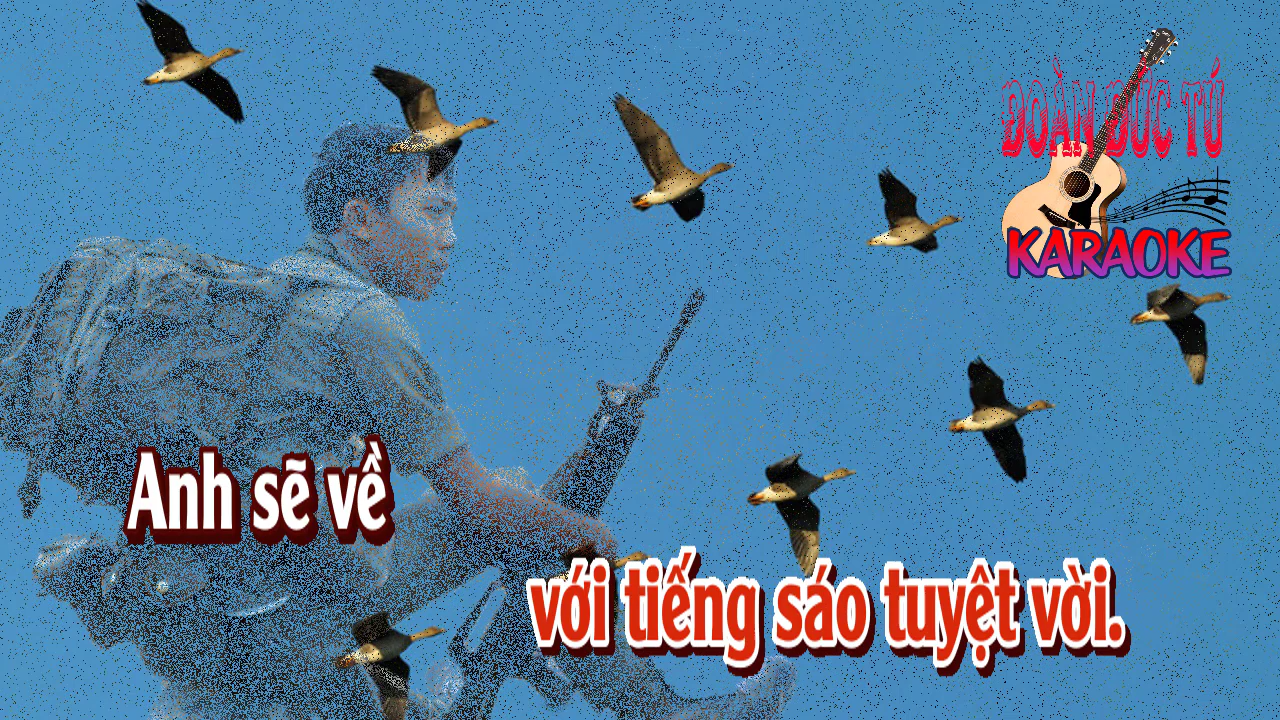 ĐOÀN ĐỨC TÚ
KARAOKE
Anh sẽ về
với tiếng sáo tuyệt vời.